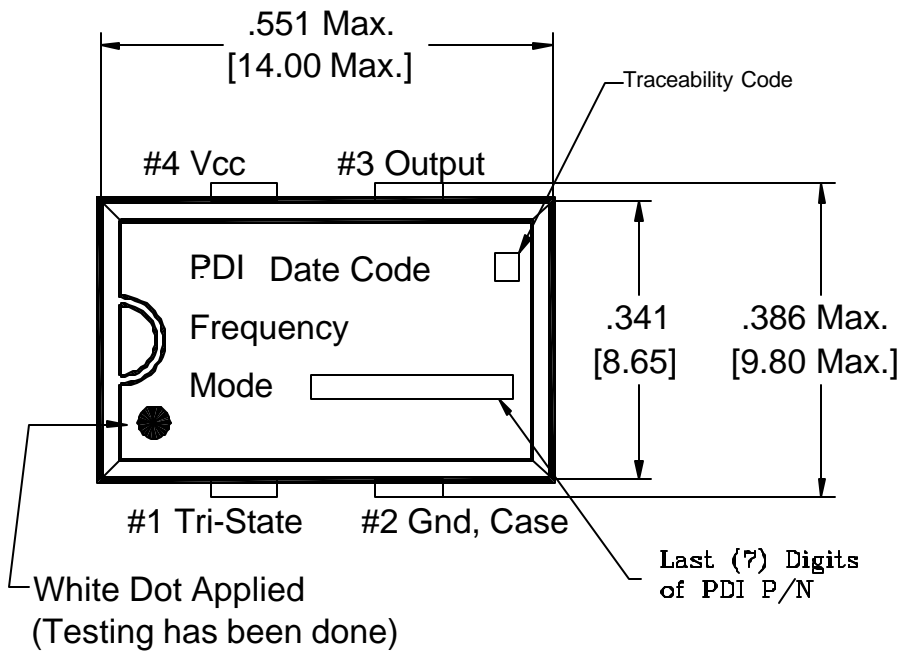 .551 Max.
[14.00 Max.]
Traceability Code
#4 Vcc
#3 Output
PDI Date Code
Frequency
Mode
.341
[8.65]
.386 Max.
[9.80 Max.]
#1 Tri-State
#2 Gnd, Case
Last (7) Digits
of PDI P/N
White Dot Applied
(Testing has been done)